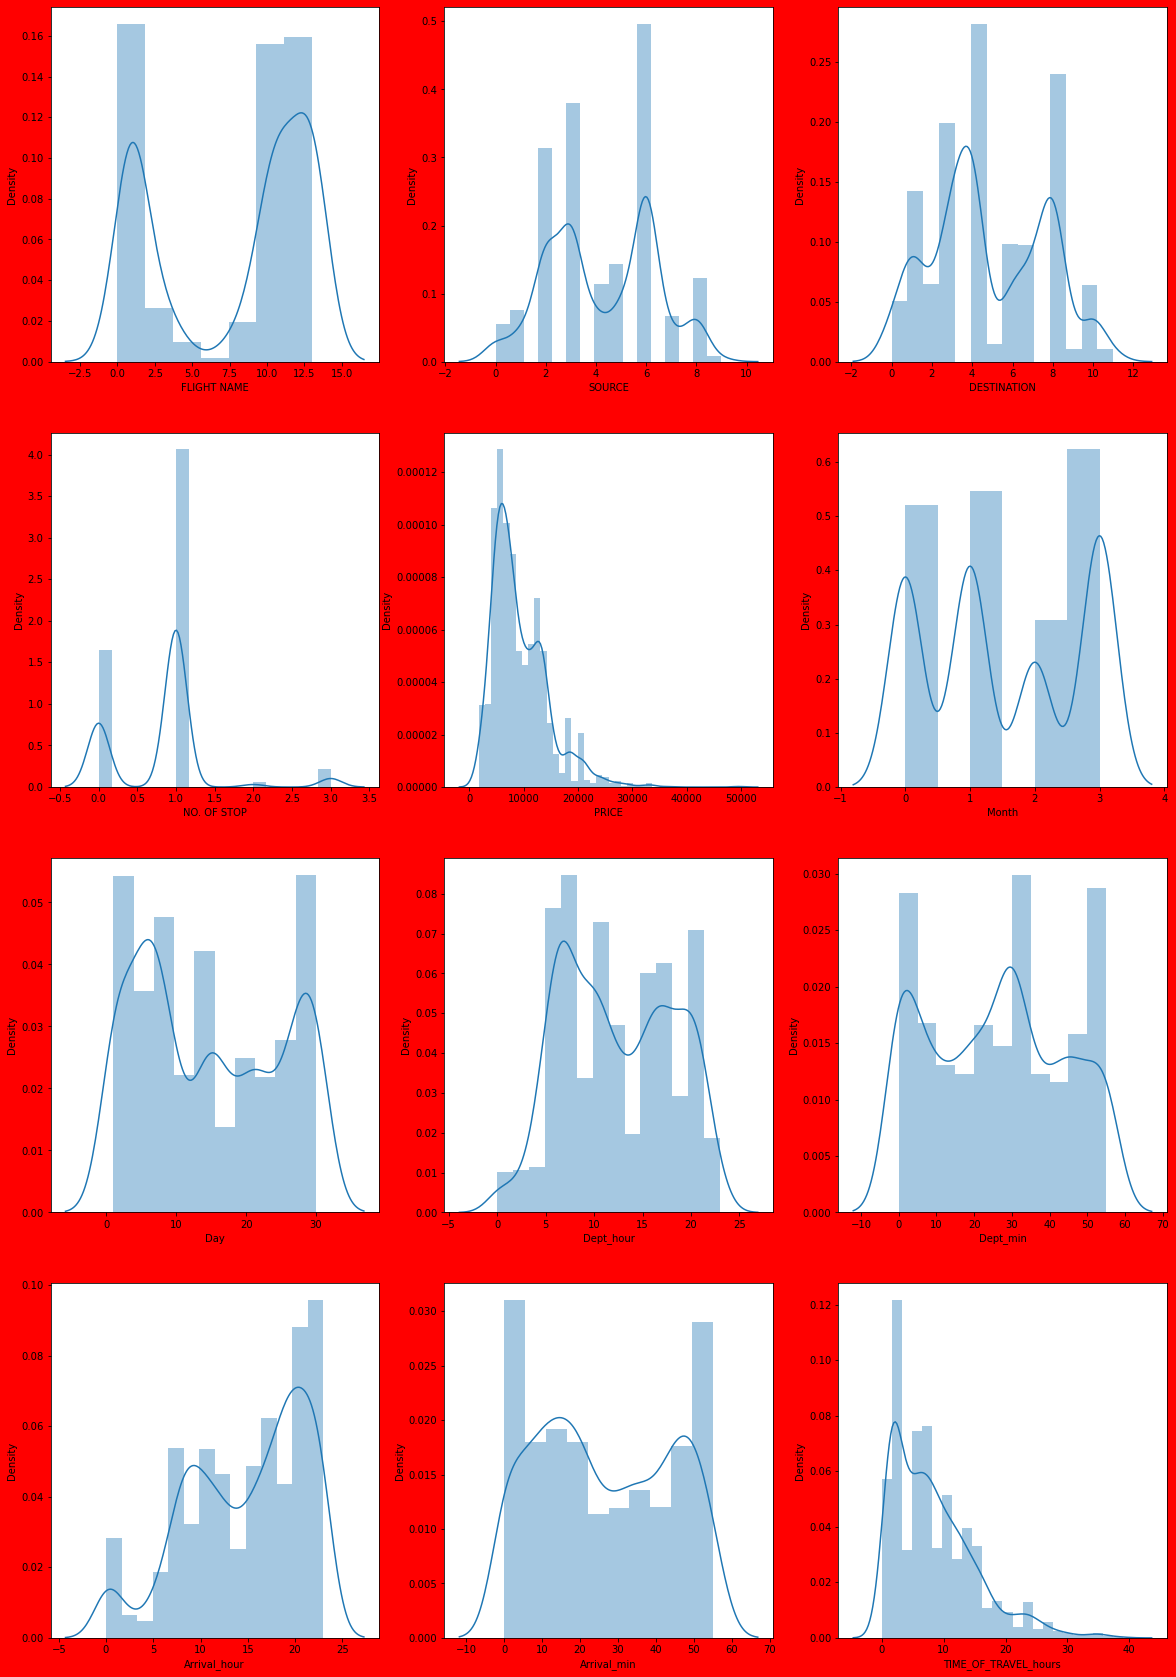 0.16
0.14
0.12
0.10
0.08
0.06
0.04
0.02
0.00
Density
−2.5 0.0 2.5 5.0 7.5 10.0 12.5 15.0
FLIGHT NAME
0.5
0.4
0.3
0.2
0.1
0.0
Density
−2 0 2 4 6 8 10
SOURCE
0.25
0.20
0.15
0.10
0.05
0.00
Density
−2 0 2 4 6 8 10 12
DESTINATION
4.0
3.5
3.0
2.5
2.0
1.5
1.0
0.5
0.0
Density
−0.5 0.0 0.5 1.0 1.5 2.0 2.5 3.0 3.5
NO. OF STOP
0.00012
0.00010
0.00008
0.00006
0.00004
0.00002
0.00000
Density
0 10000 20000 30000 40000 50000
PRICE
0.6
0.5
0.4
0.3
0.2
0.1
0.0
Density
−1 0 1 2 3 4
Month
0.05
0.04
0.03
0.02
0.01
0.00
Density
0 10 20 30
Day
0.08
0.07
0.06
0.05
0.04
0.03
0.02
0.01
0.00
Density
−5 0 5 10 15 20 25
Dept_hour
0.030
0.025
0.020
0.015
0.010
0.005
0.000
Density
−10 0 10 20 30 40 50 60 70
Dept_min
0.10
0.08
0.06
0.04
0.02
0.00
Density
−5 0 5 10 15 20 25
Arrival_hour
0.030
0.025
0.020
0.015
0.010
0.005
0.000
Density
−10 0 10 20 30 40 50 60 70
Arrival_min
0.12
0.10
0.08
0.06
0.04
0.02
0.00
Density
0 10 20 30 40
TIME_OF_TRAVEL_hours